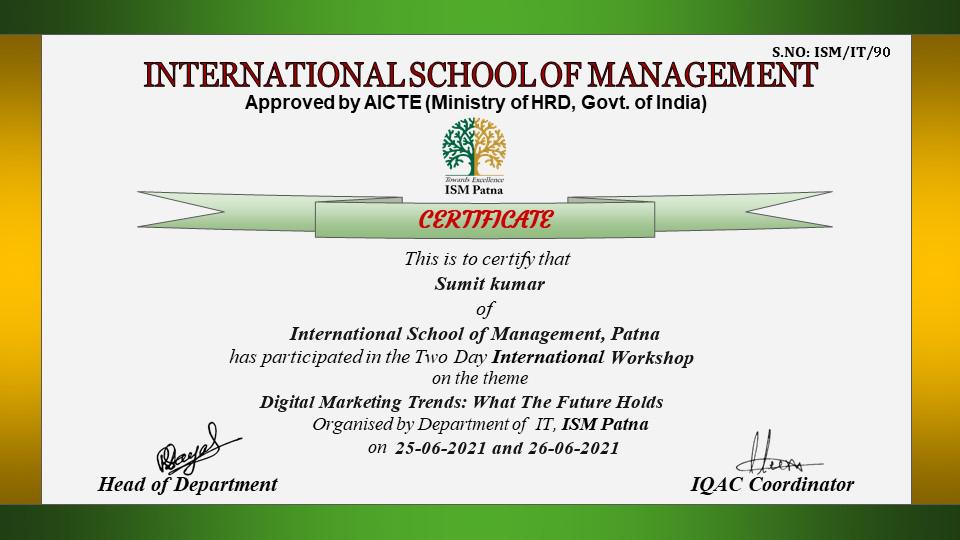 S.NO: ISM/IT/90
INTERNATIONAL SCHOOL OF MANAGEMENT
Approved by AICTE (Ministry of HRD, Govt. of India)
Towards Excellence
ISM Patna
CERTIFICATE
This is to certify that
Sumit kumar
of
International School of Management, Patna
has participated in the Two Day International Workshop
on the theme
Digital Marketing Trends: What The Future Holds
Organised by Department of IT, ISM Patna
on 25-06-2021 and 26-06-2021
Head of Department
IQAC Coordinator